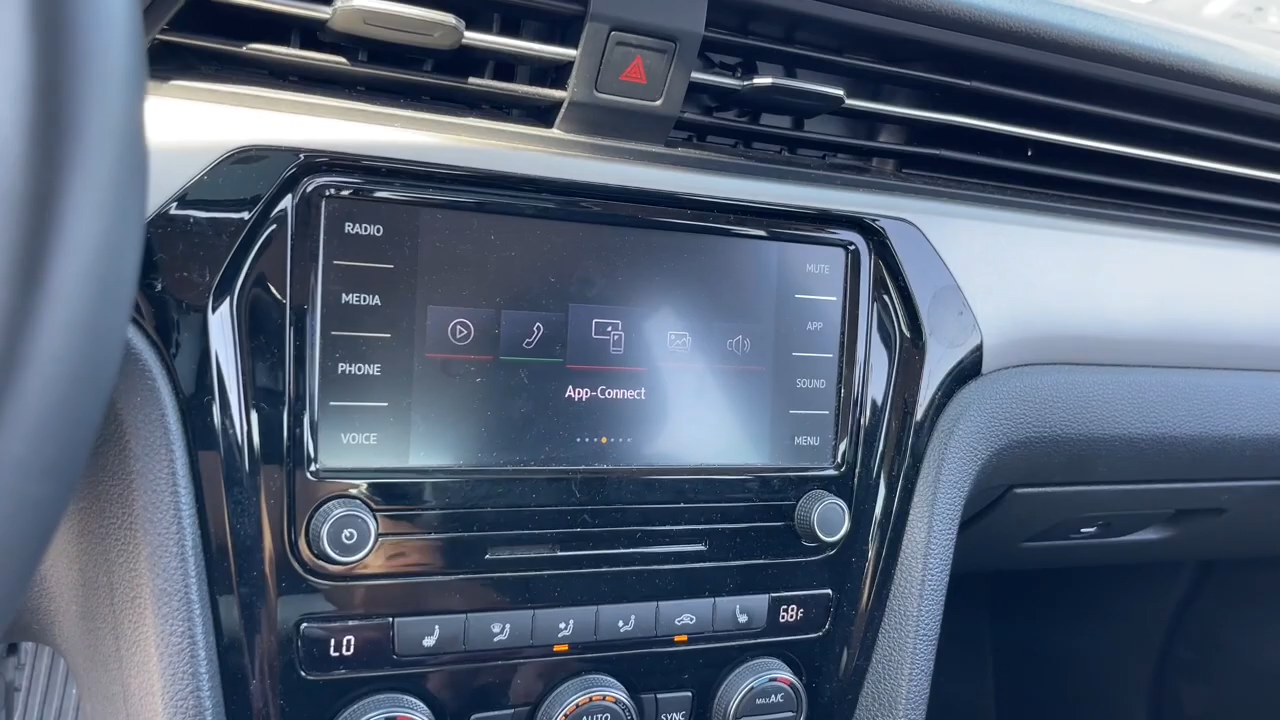 RADIO
MEDIA
PHONE
VOICE
App-Connect
MUTE
APP
SOUND
MENU
LO
68F
AUTO
SYNC
MAX A/C